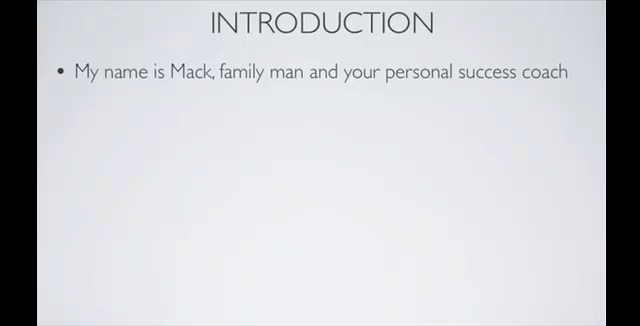 INTRODUCTION
• My name is Mack, family man and your personal success coach